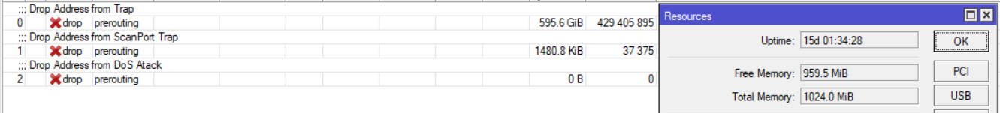 ;;; Drop Address from Trap
0 drop prerouting 595.6 GiB 429 405 895
;;; Drop Address from ScanPort Trap
1 drop prerouting 1480.8 KiB 37 375
;;; Drop Address from DoS Atack
2 drop prerouting 0 B 0
Resources
Uptime: 15d 01:34:28 OK
Free Memory: 959.5 MiB PCI
Total Memory: 1024.0 MiB USB